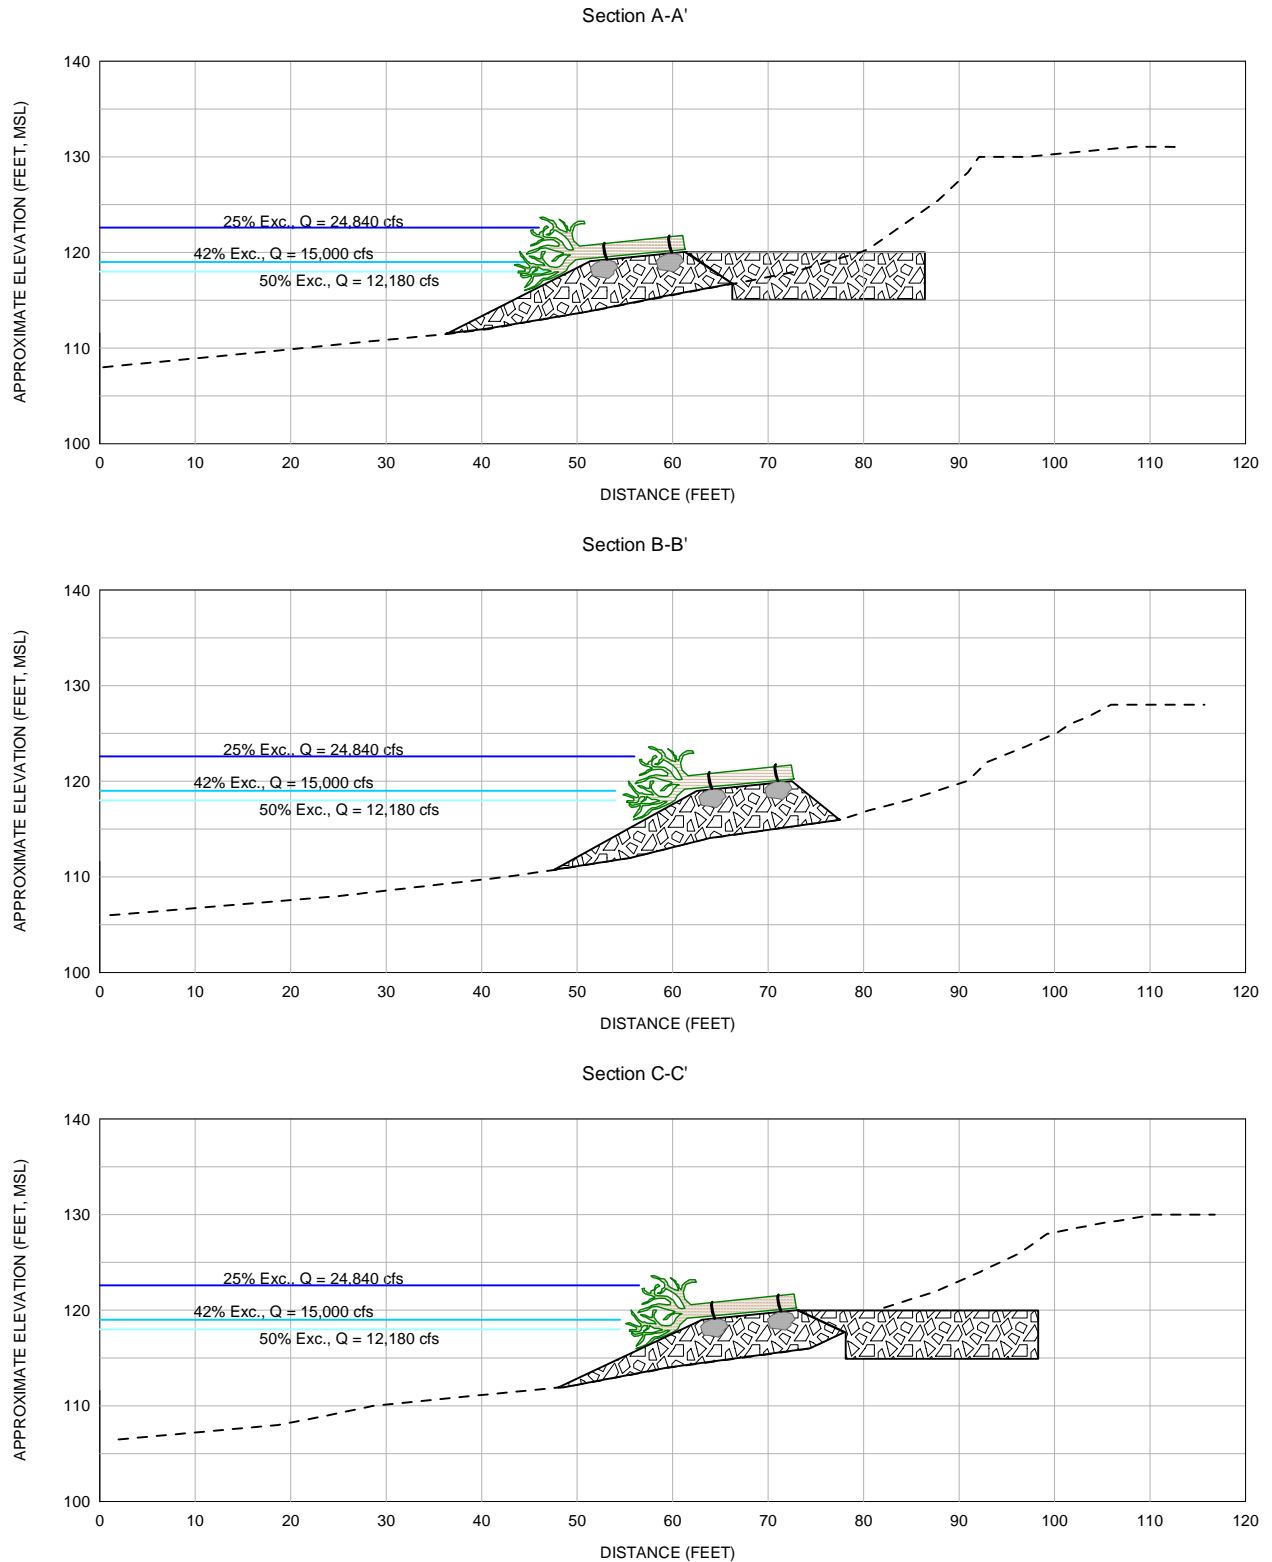 Section A-A'
APPROXIMATE ELEVATION (FEET, MSL)
140
130
120
110
100
25% Exc., Q = 24,840 cfs
42% Exc., Q = 15,000 cfs
50% Exc., Q = 12,180 cfs
0 10 20 30 40 50 60 70 80 90 100 110 120
DISTANCE (FEET)
Section B-B'
APPROXIMATE ELEVATION (FEET, MSL)
140
130
120
110
100
25% Exc., Q = 24,840 cfs
42% Exc., Q = 15,000 cfs
50% Exc., Q = 12,180 cfs
0 10 20 30 40 50 60 70 80 90 100 110 120
DISTANCE (FEET)
Section C-C'
APPROXIMATE ELEVATION (FEET, MSL)
140
130
120
110
100
25% Exc., Q = 24,840 cfs
42% Exc., Q = 15,000 cfs
50% Exc., Q = 12,180 cfs
0 10 20 30 40 50 60 70 80 90 100 110 120
DISTANCE (FEET)